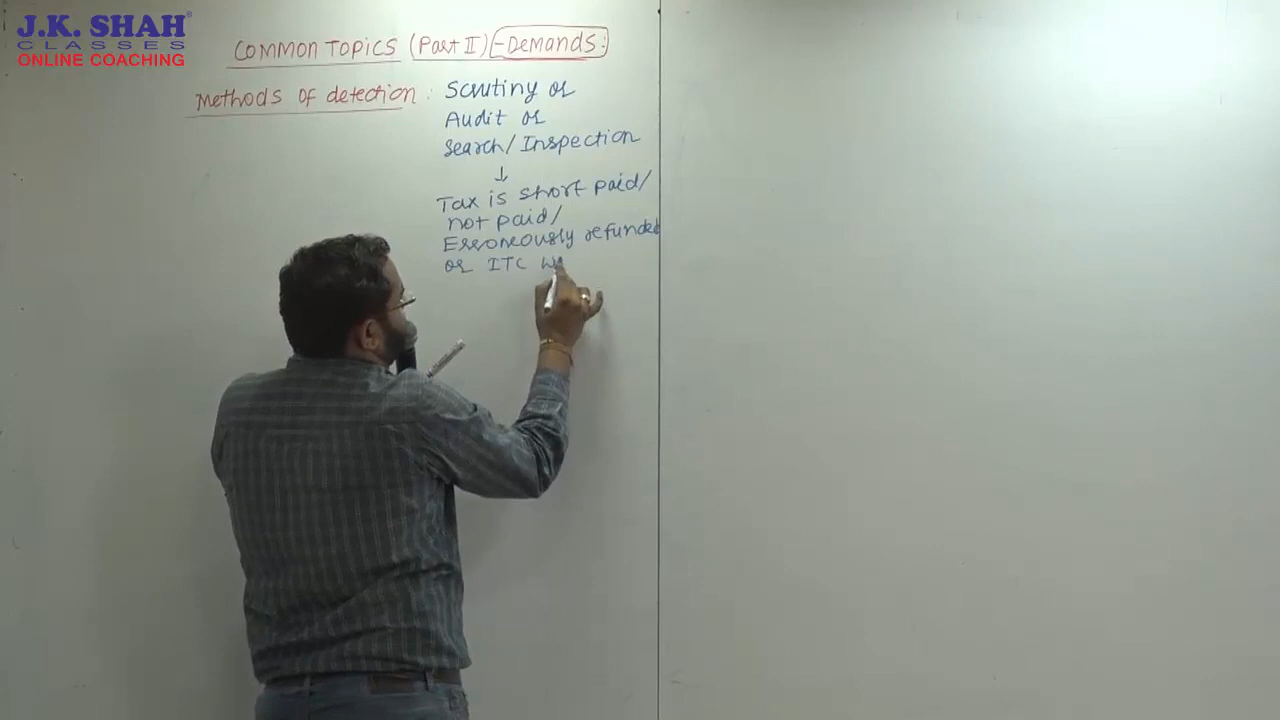 J.K. SHAH®
CLASSES
ONLINE COACHING
COMMON TOPICS (Part II) - Demands:
Methods of detection : Scrutiny or
Audit or
Search/Inspection
↓
Tax is short paid/
not paid/
Erroneously refunded
or ITC